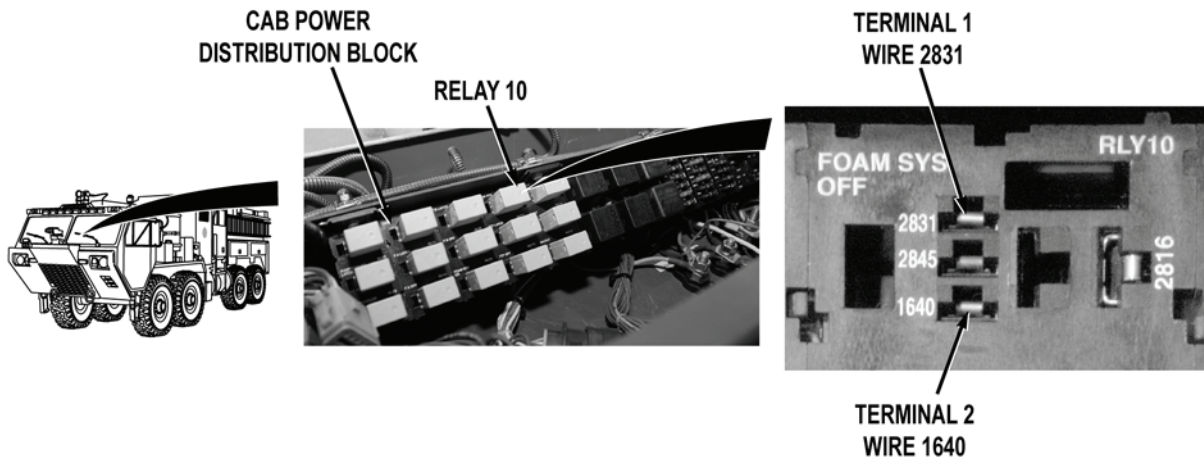 CAB POWER
DISTRIBUTION BLOCK
RELAY 10
TERMINAL 1
WIRE 2831
RLY10
FOAM SYS
OFF
2831
2845
2816
1640
TERMINAL 2
WIRE 1640